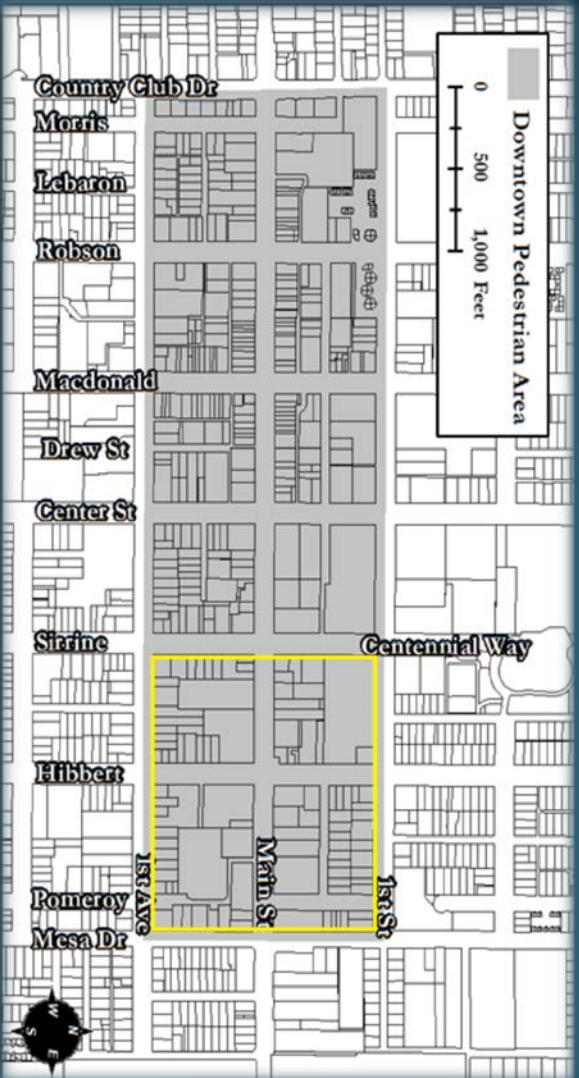 Downtown Pedestrian Area
0 500 1,000 Feet
Country Club Dr
Morris
Lebaron
Robson
Macdonald
Drew St
Center St
Sirrine
Centennial Way
Hibbert
1st Ave
Main St
1st St
Pomeroy
Mesa Dr
N
W
E
S